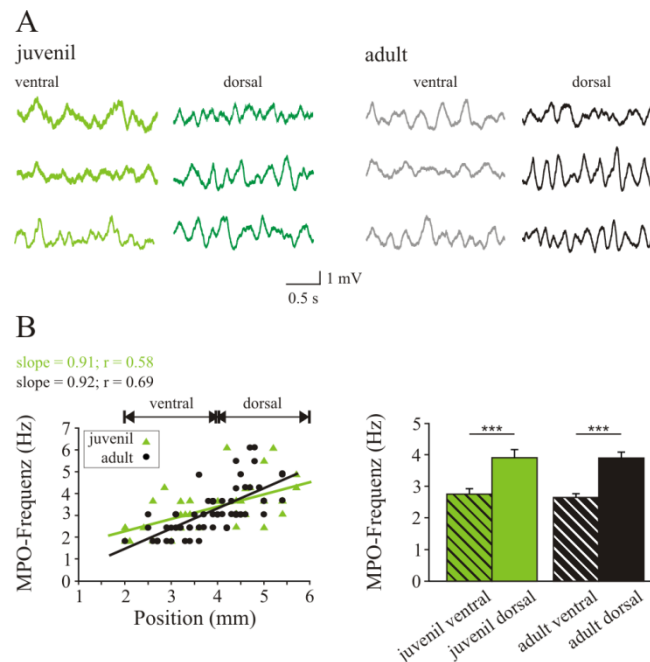 A
juvenil
adult
ventral dorsal
ventral dorsal
1 mV
0.5 s
B
slope = 0.91; r = 0.58
slope = 0.92; r = 0.69
ventral dorsal
juvenil
adult
MPO-Frequenz (Hz)
7
6
5
4
3
2
1
0
1 2 3 4 5 6
Position (mm)
MPO-Frequenz (Hz)
5
4
3
2
1
0
*** ***
juvenil ventral
juvenil dorsal
adult ventral
adult dorsal